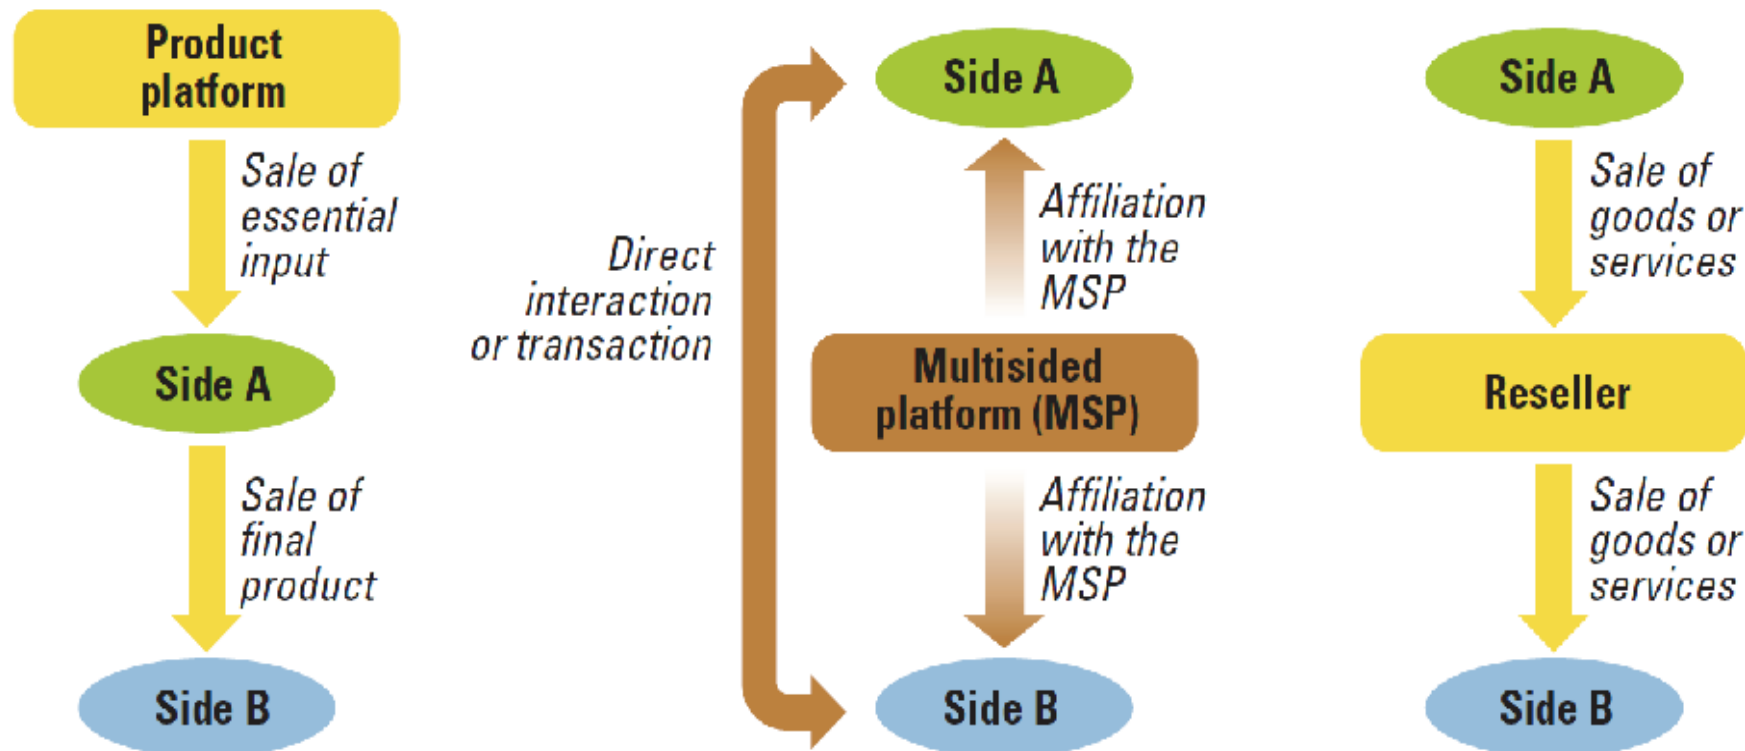 Product
platform
Sale of
essential
input
Side A
Sale of
final
product
Side B
Direct
interaction
or transaction
Side A
Affiliation
with the
MSP
Multisided
platform (MSP)
Affiliation
with the
MSP
Side B
Side A
Sale of
goods or
services
Reseller
Sale of
goods or
services
Side B